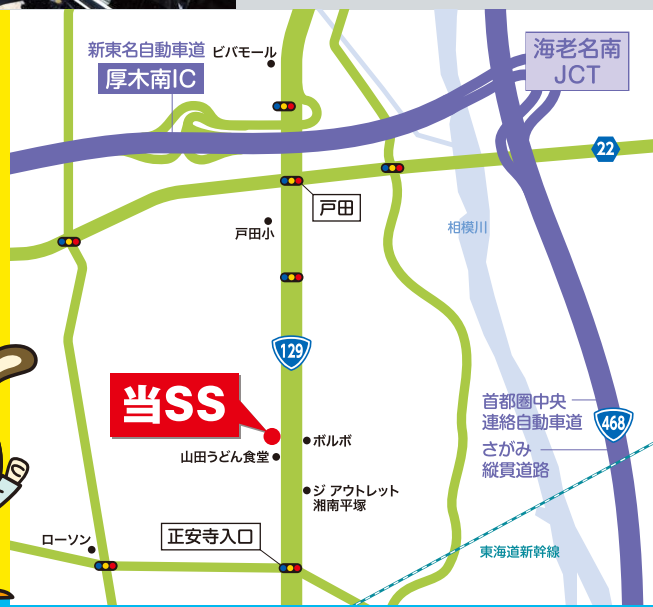 新東名自動車道
ビバモール
厚木南IC
海老名南
JCT
22
戸田
戸田小
相模川
129
当SS
首都圏中央
連絡自動車道
468
さがみ
縦貫道路
ボルボ
山田うどん食堂
ジ アウトレット
湘南平塚
正安寺入口
ローソン
東海道新幹線